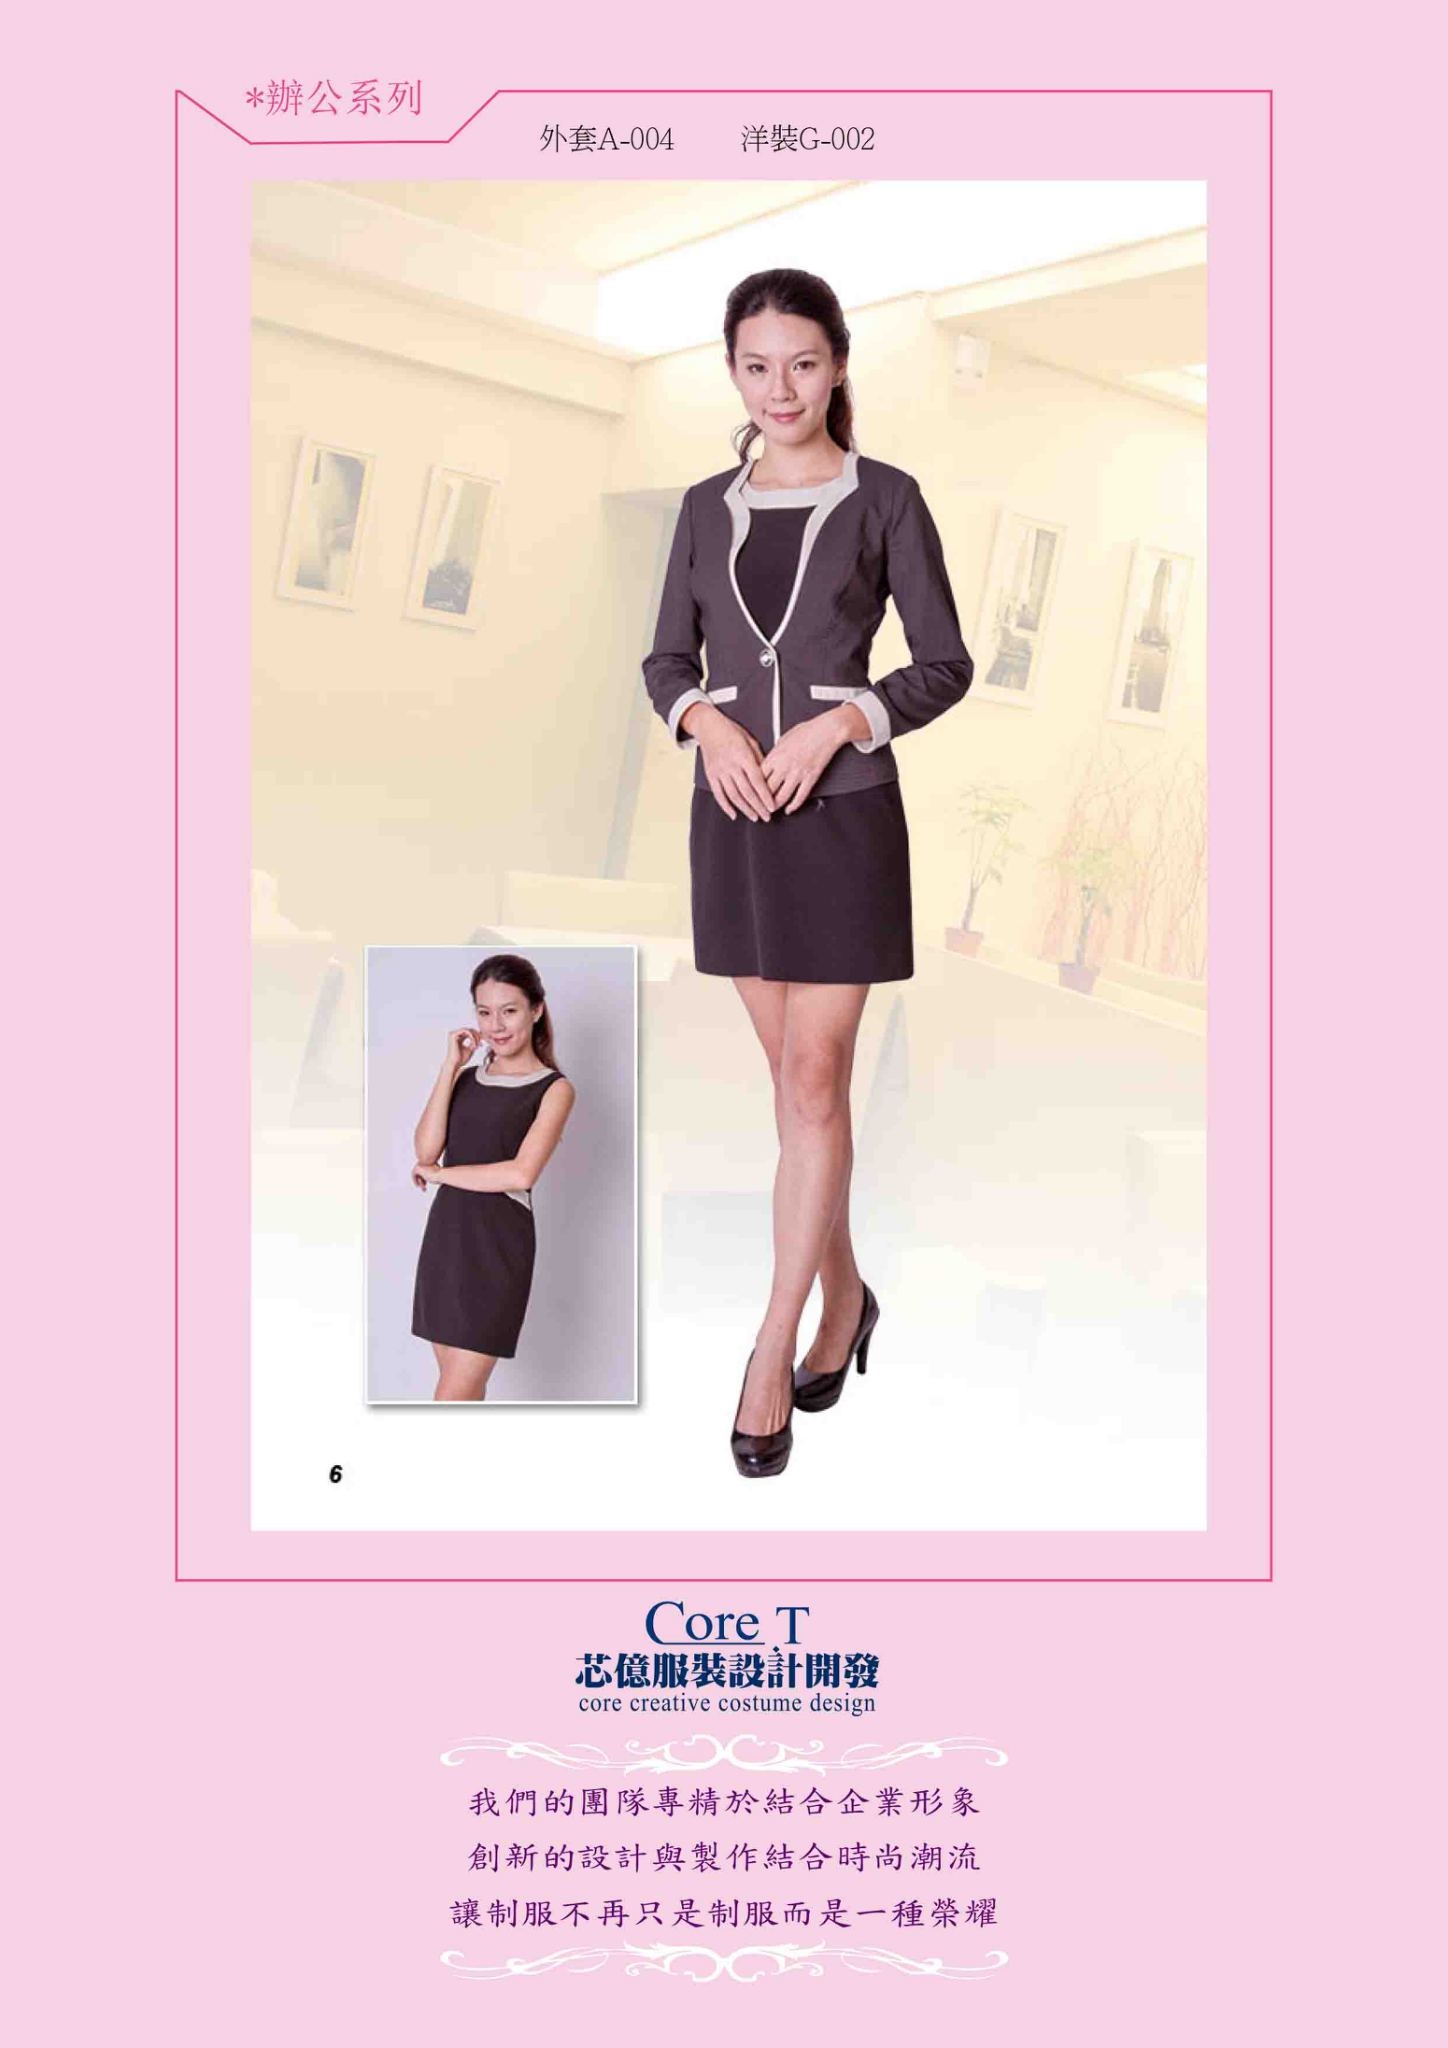 *辦公系列
外套A-004 洋裝G-002
6
Core T
芯億服裝設計開發
core creative costume design
我們的團隊專精於結合企業形象
創新的設計與製作結合時尚潮流
讓制服不再只是制服而是一種榮耀